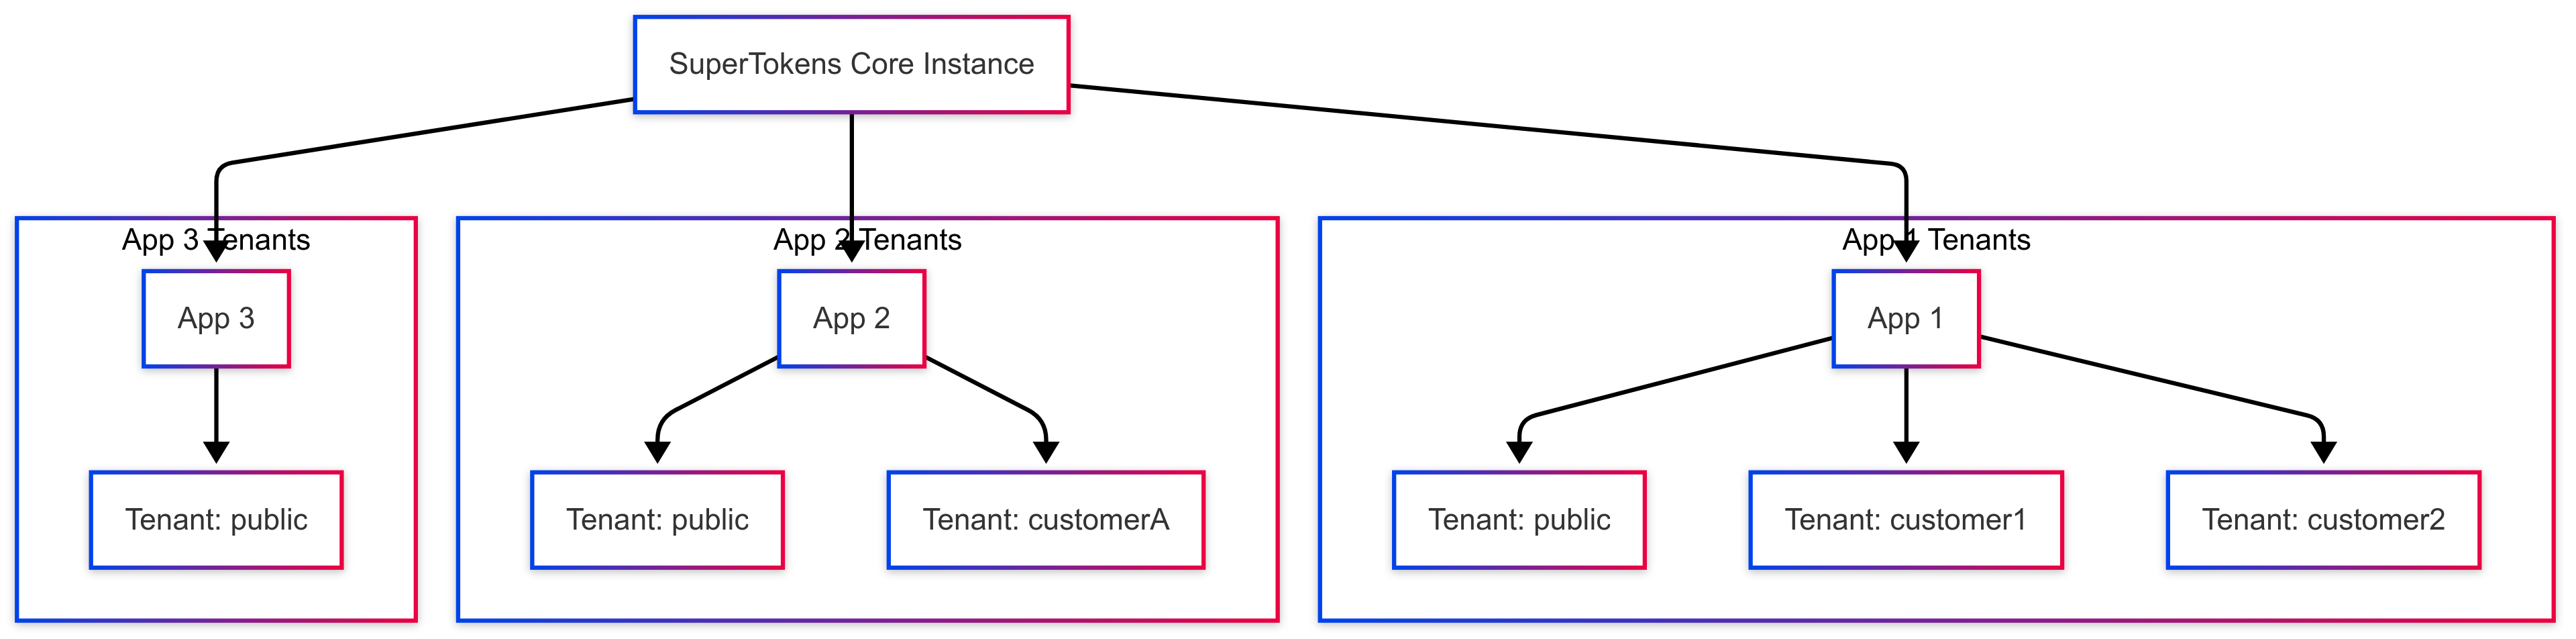 SuperTokens Core Instance
App 3 Tenants
App 2 Tenants
App 1 Tenants
App 3
App 2
App 1
Tenant: public
Tenant: public
Tenant: customerA
Tenant: public
Tenant: customer1
Tenant: customer2